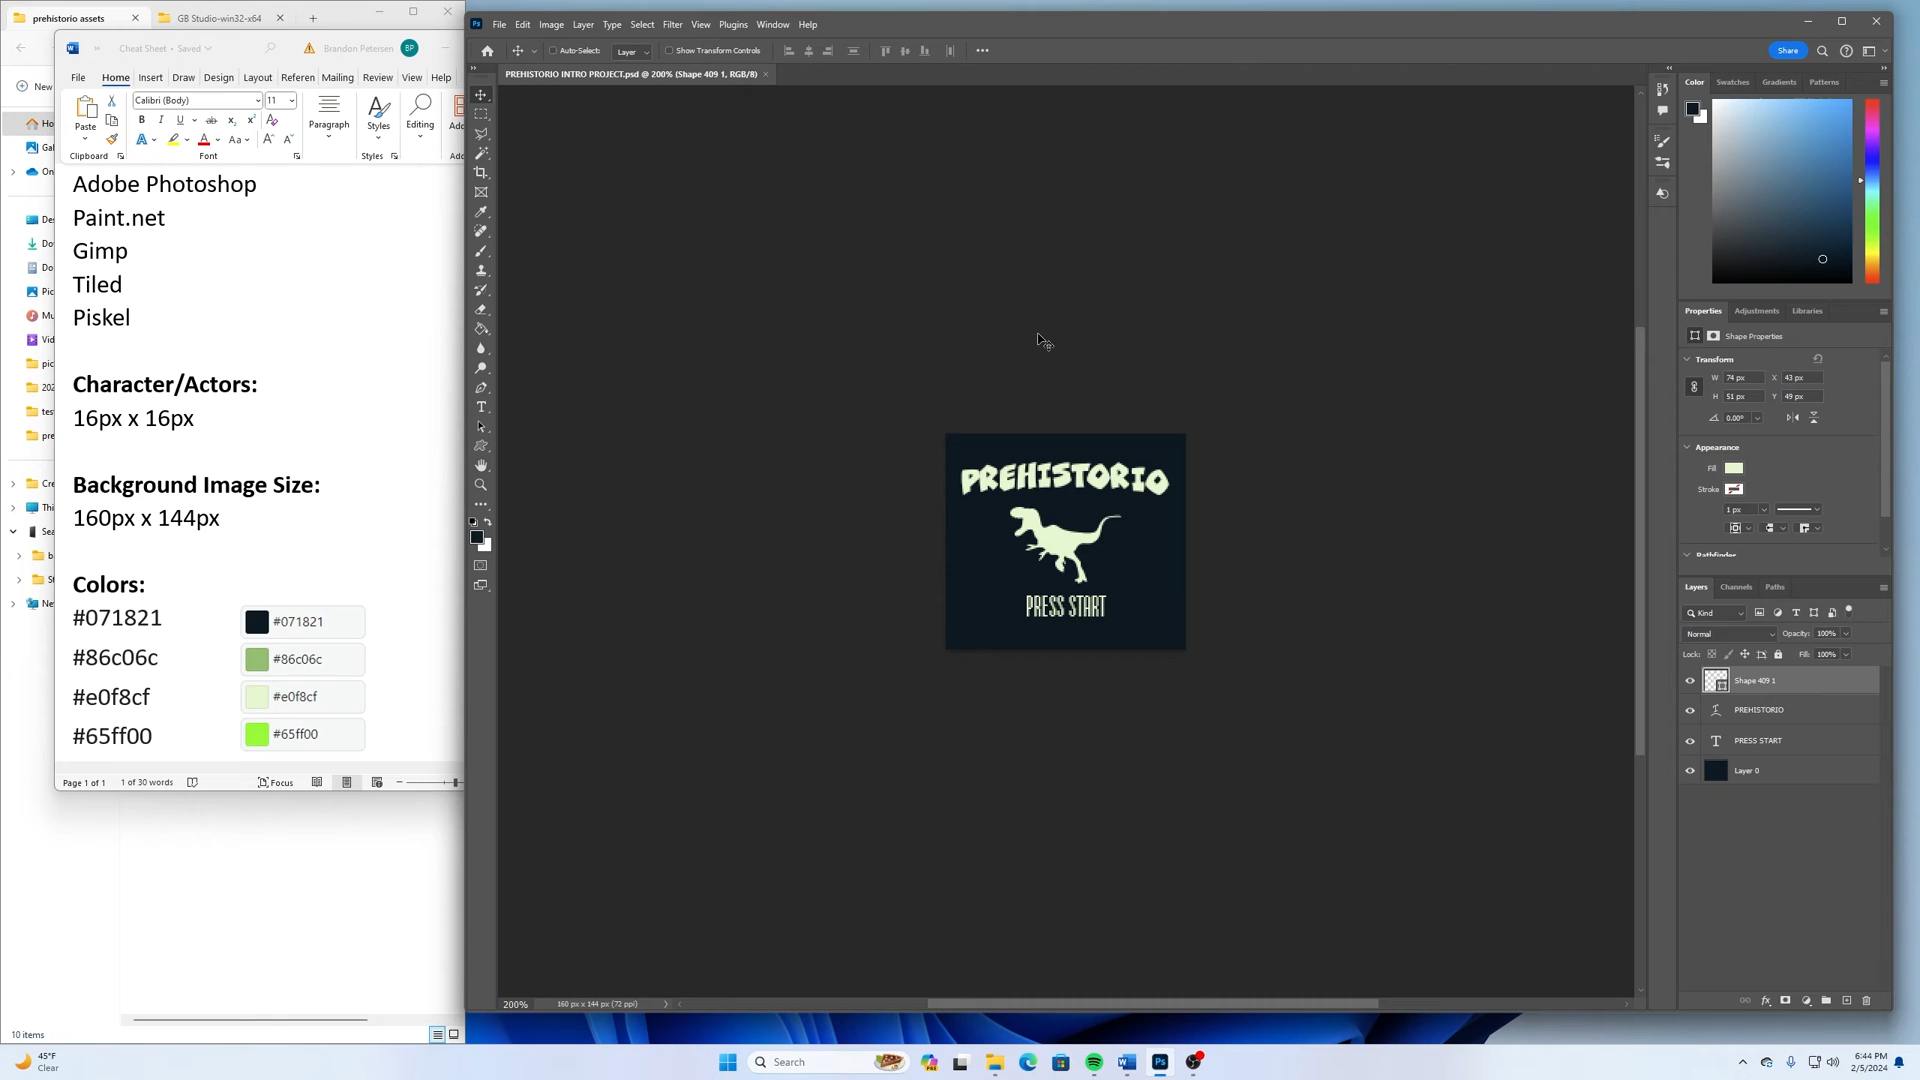 prehistorio assets
GB Studio-win32-x64
New
Cheat Sheet • Saved
Brandon Petersen
BP
File Home Insert Draw Design Layout Referen Mailing Review View Help
Calibri (Body) 11
Paste
Paragraph Styles Editing
Clipboard Font Styles
Adobe Photoshop
Paint.net
Gimp
Tiled
Piskel
Character/Actors:
16px x 16px
Background Image Size:
160px x 144px
Colors:
#071821 #071821
#86c06c #86c06c
#e0f8cf #e0f8cf
#65ff00 #65ff00
Page 1 of 1 1 of 30 words Focus
10 items
Ps File Edit Image Layer Type Select Filter View Plugins Window Help
Auto-Select: Layer Show Transform Controls
Share
PREHISTORIO INTRO PROJECT.psd @ 200% (Shape 409 1, RGB/8)
PREHISTORIO
PRESS START
200% 160 px x 144 px (72 ppi)
Color Swatches Gradients Patterns
Properties Adjustments Libraries
Shape Properties
Transform
W 74 px X 43 px
H 51 px Y 49 px
0.00°
Appearance
Fill
Stroke
1 px
Pathfinder
Layers Channels Paths
Kind
Normal Opacity: 100%
Lock: Fill: 100%
Shape 409 1
PREHISTORIO
PRESS START
Layer 0
45°F
Clear
Search
6:44 PM
2/5/2024